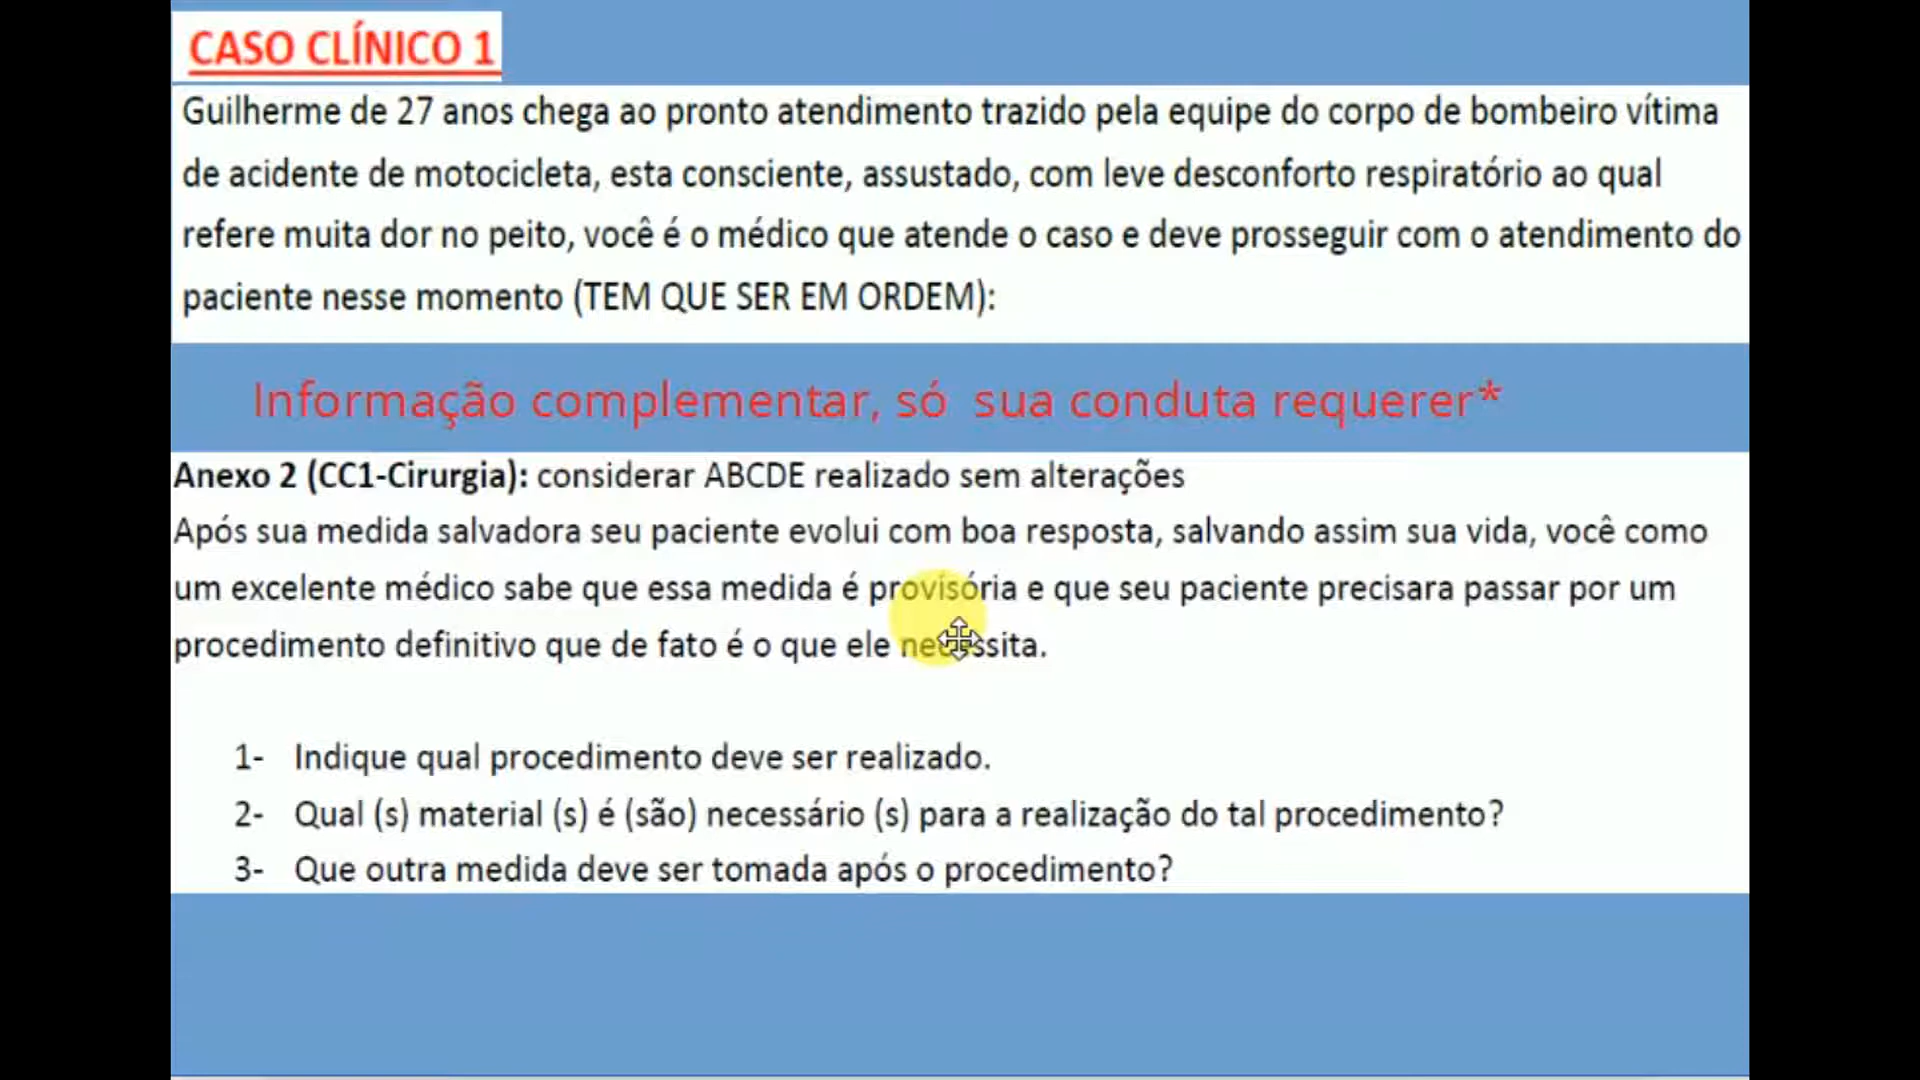 CASO CLÍNICO 1
Guilherme de 27 anos chega ao pronto atendimento trazido pela equipe do corpo de bombeiro vítima
de acidente de motocicleta, esta consciente, assustado, com leve desconforto respiratório ao qual
refere muita dor no peito, você é o médico que atende o caso e deve prosseguir com o atendimento do
paciente nesse momento (TEM QUE SER EM ORDEM):
Informação complementar, só sua conduta requerer*
Anexo 2 (CC1-Cirurgia): considerar ABCDE realizado sem alterações
Após sua medida salvadora seu paciente evolui com boa resposta, salvando assim sua vida, você como
um excelente médico sabe que essa medida é provisória e que seu paciente precisara passar por um
procedimento definitivo que de fato é o que ele necessita.
1- Indique qual procedimento deve ser realizado.
2- Qual (s) material (s) é (são) necessário (s) para a realização do tal procedimento?
3- Que outra medida deve ser tomada após o procedimento?